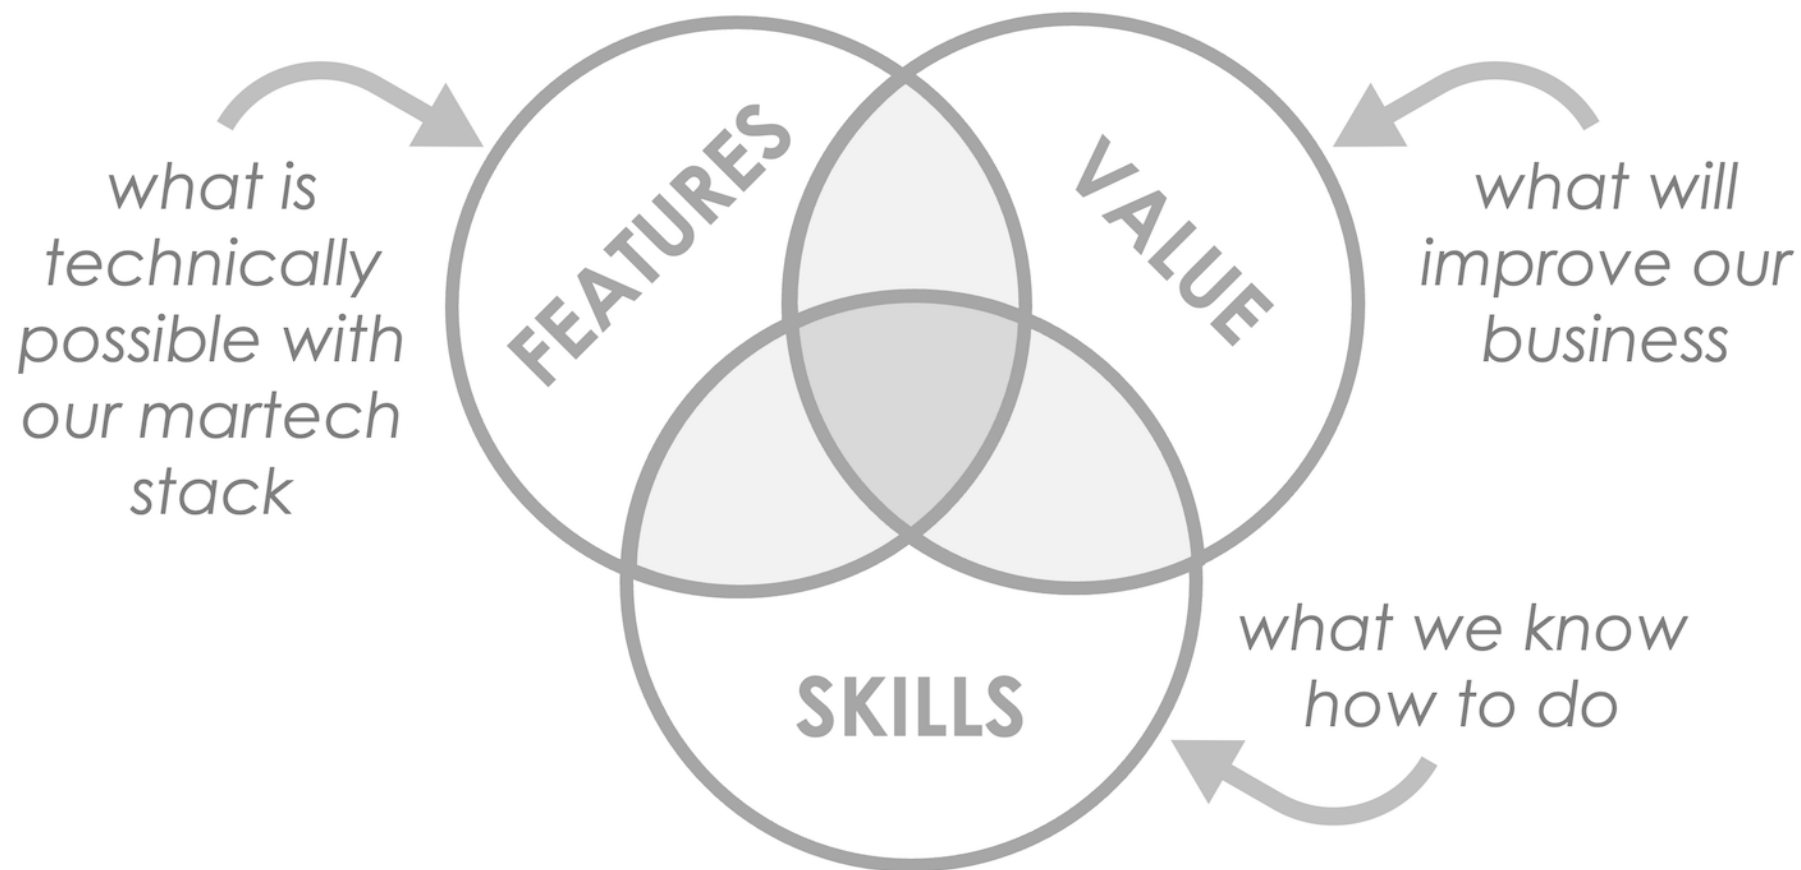 what is
technically
possible with
our martech
stack
FEATURES
VALUE
what will
improve our
business
SKILLS
what we know
how to do